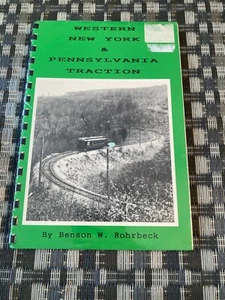 WESTERN
NEW YORK
&
PENNSYLVANIA
TRACTION
By Benson W. Rohrbeck